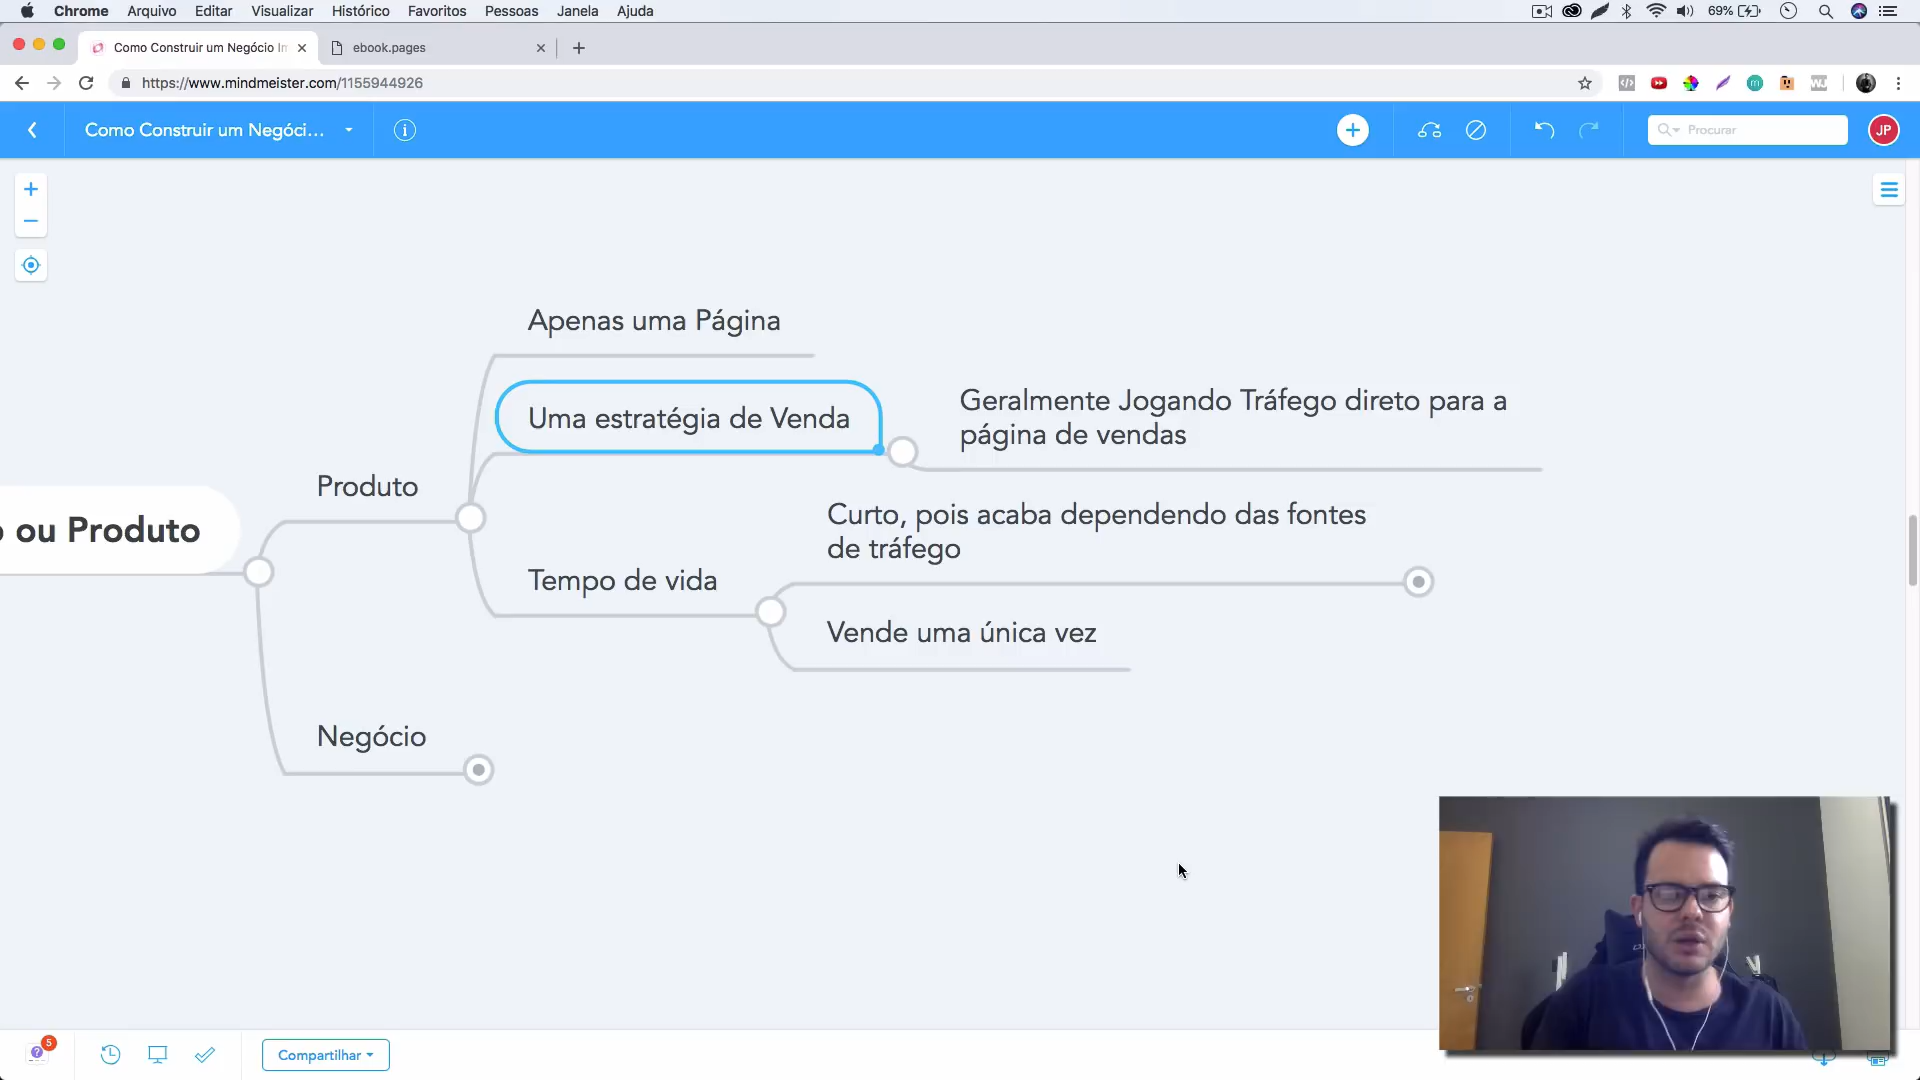 Chrome Arquivo Editar Visualizar Histórico Favoritos Pessoas Janela Ajuda 69%
Como Construir um Negócio In ebook.pages
https://www.mindmeister.com/1155944926
Como Construir um Negóci... Procurar JP
Apenas uma Página
Uma estratégia de Venda
Geralmente Jogando Tráfego direto para a
página de vendas
Produto
ou Produto
Curto, pois acaba dependendo das fontes
de tráfego
Tempo de vida
Vende uma única vez
Negócio
5
Compartilhar